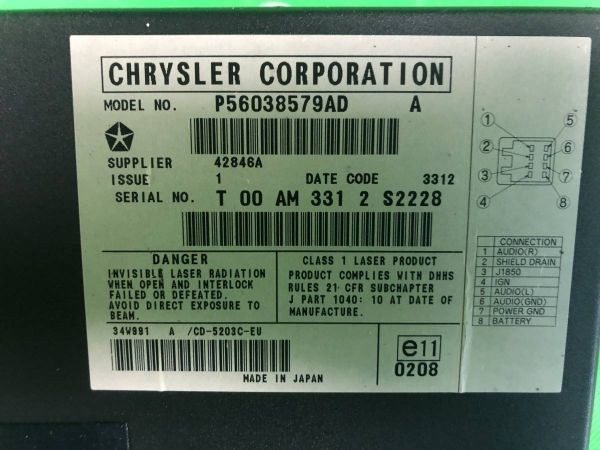 CHRYSLER CORPORATION
MODEL NO. P56038579AD A
SUPPLIER 42846A
ISSUE 1 DATE CODE 3312
SERIAL NO. T 00 AM 331 2 S2228
DANGER
INVISIBLE LASER RADIATION
WHEN OPEN AND INTERLOCK
FAILED OR DEFEATED.
AVOID DIRECT EXPOSURE TO
BEAM.
CLASS 1 LASER PRODUCT
PRODUCT COMPLIES WITH DHHS
RULES 21 CFR SUBCHAPTER
J PART 1040: 10 AT DATE OF
MANUFACTURE.
34W991 A /CD-5203C-EU
MADE IN JAPAN
e11
0208
1 5
2 6
3 7
4 8
CONNECTION
1 AUDIO(R)
2 SHIELD DRAIN
3 J1850
4 IGN
5 AUDIO(L)
6 AUDIO(GND)
7 POWER GND
8 BATTERY